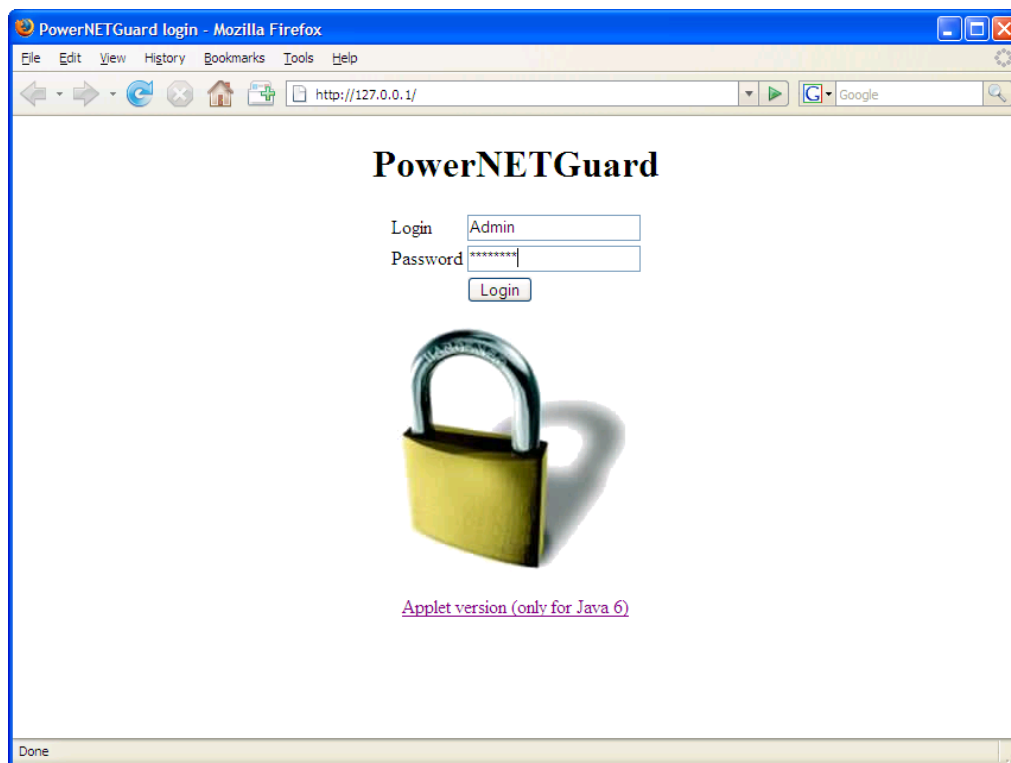 PowerNETGuard login - Mozilla Firefox
File Edit View History Bookmarks Tools Help
http://127.0.0.1/ Google
PowerNETGuard
Login Admin
Password ********
Login
Applet version (only for Java 6)
Done